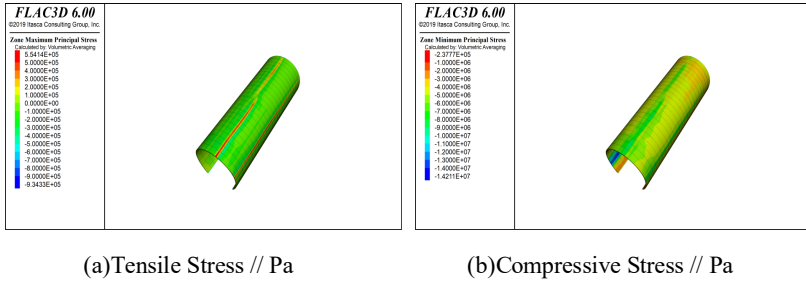 FLAC3D 6.00
©2019 Itasca Consulting Group, Inc.
Zone Maximum Principal Stress
Calculated by: Volumetric Averaging
5.5414E+05
5.0000E+05
4.0000E+05
3.0000E+05
2.0000E+05
1.0000E+05
0.0000E+00
-1.0000E+05
-2.0000E+05
-3.0000E+05
-4.0000E+05
-5.0000E+05
-6.0000E+05
-7.0000E+05
-8.0000E+05
-9.0000E+05
-9.3433E+05
(a)Tensile Stress // Pa
FLAC3D 6.00
©2019 Itasca Consulting Group, Inc.
Zone Minimum Principal Stress
Calculated by: Volumetric Averaging
-2.3777E+05
-1.0000E+06
-2.0000E+06
-3.0000E+06
-4.0000E+06
-5.0000E+06
-6.0000E+06
-7.0000E+06
-8.0000E+06
-9.0000E+06
-1.0000E+07
-1.1000E+07
-1.2000E+07
-1.3000E+07
-1.4000E+07
-1.4211E+07
(b)Compressive Stress // Pa